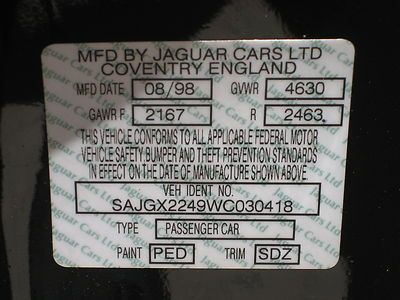 MFD BY JAGUAR CARS LTD
COVENTRY ENGLAND
MFD DATE 08/98 GVWR 4630
GAWR F 2167 R 2463
THIS VEHICLE CONFORMS TO ALL APPLICABLE FEDERAL MOTOR
VEHICLE SAFETY BUMPER AND THEFT PREVENTION STANDARDS
IN EFFECT ON THE DATE OF MANUFACTURE SHOWN ABOVE.
VEH IDENT NO.
SAJGX2249WC030418
TYPE PASSENGER CAR
PAINT PED TRIM SDZ